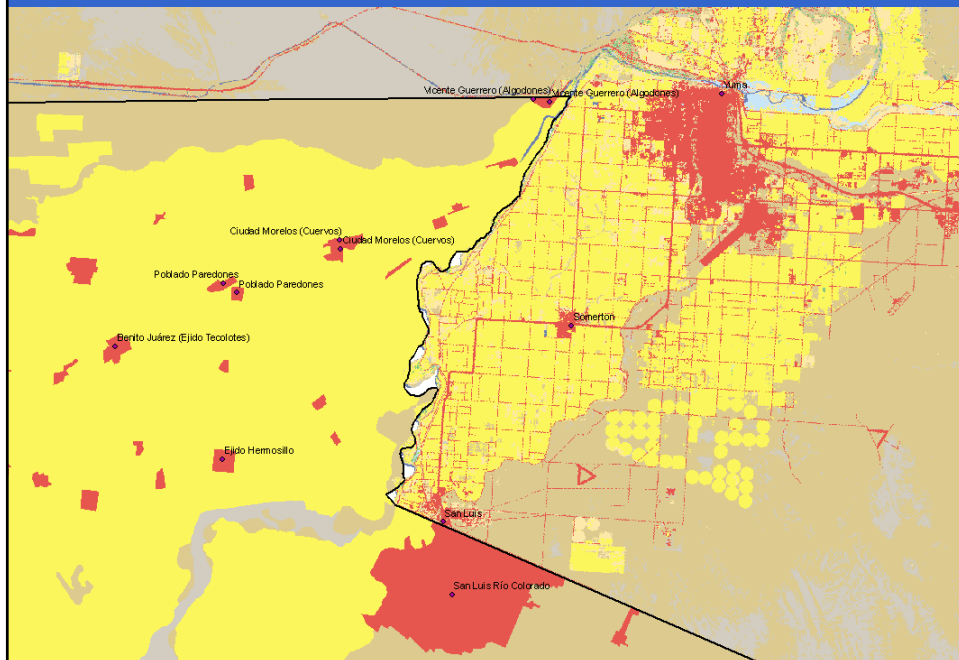 Yuma
Vicente Guerrero (Algodones)
Vicente Guerrero (Algodones)
Ciudad Morelos (Cuervos)
Ciudad Morelos (Cuervos)
Poblado Paredones
Poblado Paredones
Somerton
Benito Juárez (Ejido Tecolotes)
Ejido Hermosillo
San Luis
San Luis Río Colorado